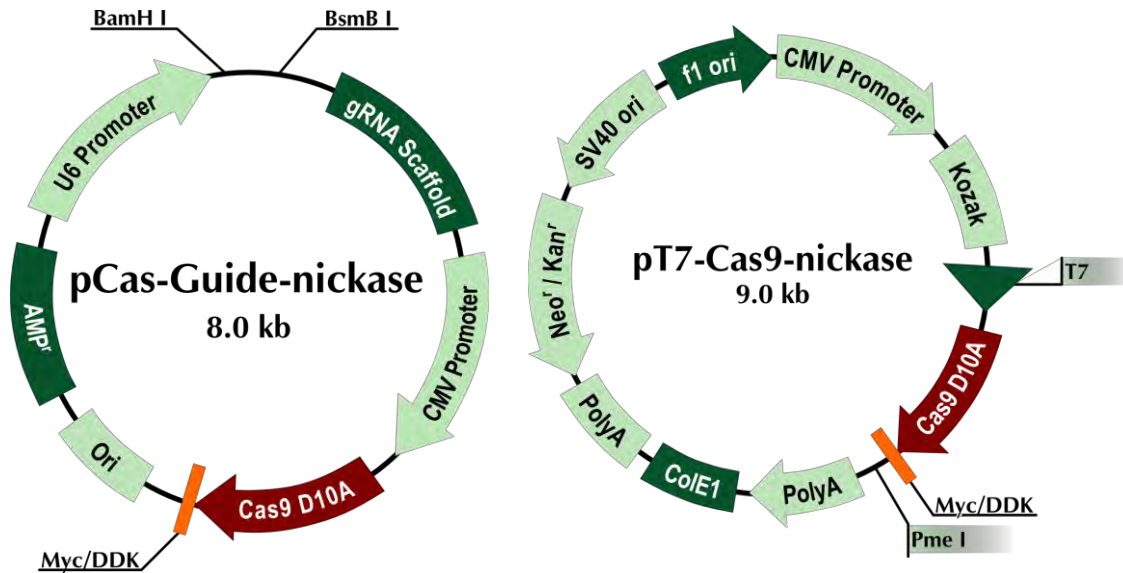 BamH I
BsmB I
U6 Promoter
gRNA Scaffold
CMV Promoter
Cas9 D10A
Myc/DDK
Ori
AMPʳ
pCas-Guide-nickase
8.0 kb
f1 ori
CMV Promoter
Kozak
T7
Cas9 D10A
Myc/DDK
Pme I
PolyA
ColE1
PolyA
Neoʳ / Kanʳ
SV40 ori
pT7-Cas9-nickase
9.0 kb